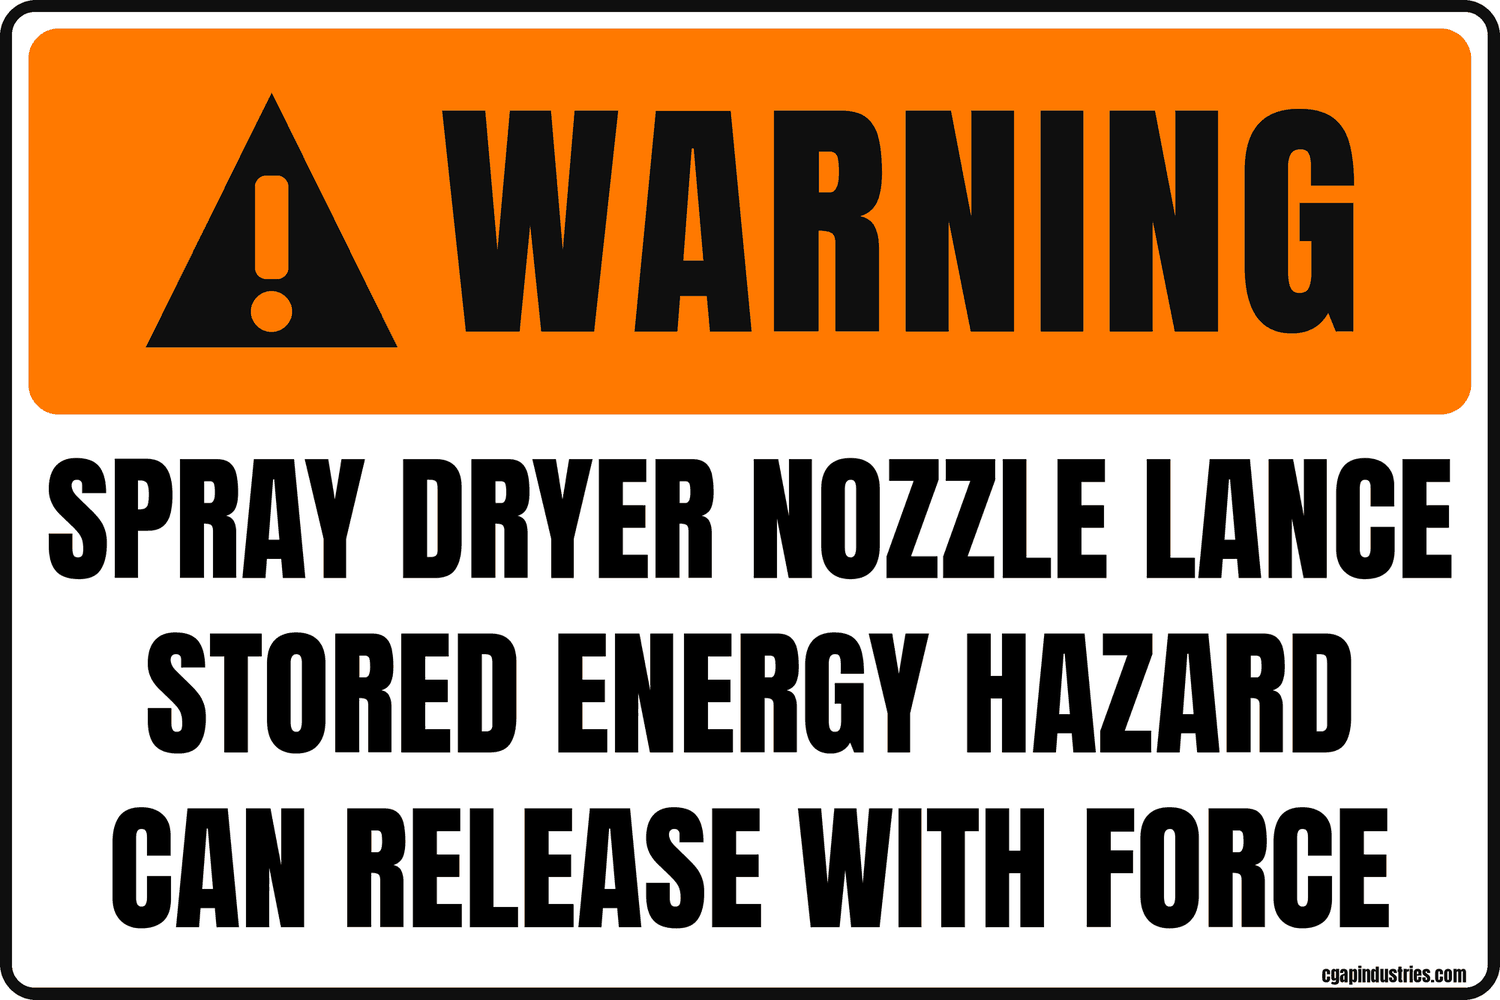 WARNING
SPRAY DRYER NOZZLE LANCE
STORED ENERGY HAZARD
CAN RELEASE WITH FORCE
cgapindustries.com